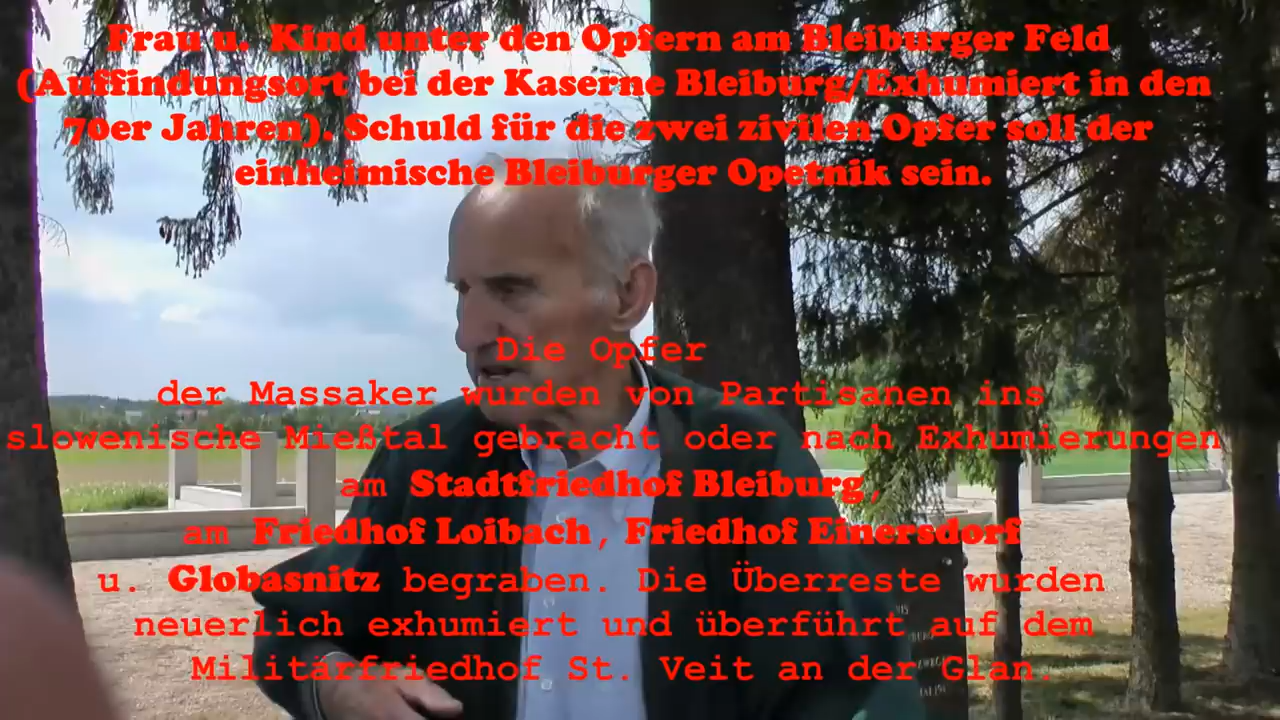 Frau u. Kind unter den Opfern am Bleiburger Feld
(Auffindungsort bei der Kaserne Bleiburg/Exhumiert in den
70er Jahren). Schuld für die zwei zivilen Opfer soll der
einheimische Bleiburger Opetnik sein.
Die Opfer
der Massaker wurden von Partisanen ins
slowenische Mießtal gebracht oder nach Exhumierungen
am Stadtfriedhof Bleiburg,
am Friedhof Loibach, Friedhof Einersdorf
u. Globasnitz begraben. Die Überreste wurden
neuerlich exhumiert und überführt auf dem
Militärfriedhof St. Veit an der Glan.